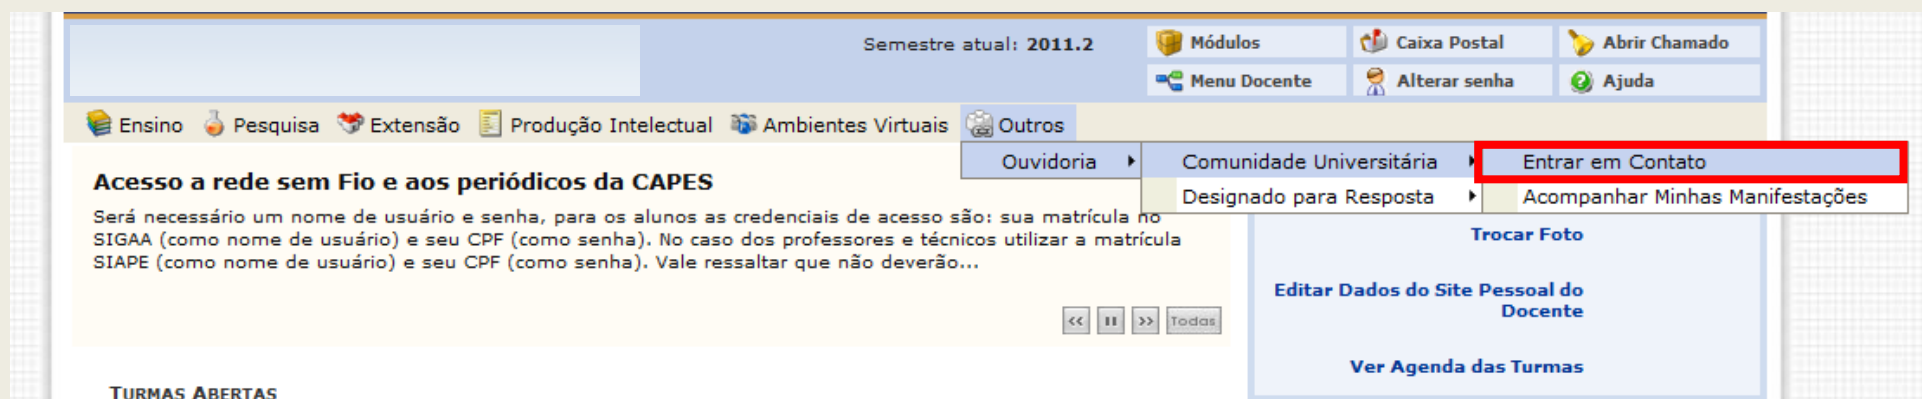 Semestre atual: 2011.2
Módulos
Caixa Postal
Abrir Chamado
Menu Docente
Alterar senha
Ajuda
Ensino
Pesquisa
Extensão
Produção Intelectual
Ambientes Virtuais
Outros
Ouvidoria
Comunidade Universitária
Entrar em Contato
Designado para Resposta
Acompanhar Minhas Manifestações
Acesso a rede sem Fio e aos periódicos da CAPES
Será necessário um nome de usuário e senha, para os alunos as credenciais de acesso são: sua matrícula no
SIGAA (como nome de usuário) e seu CPF (como senha). No caso dos professores e técnicos utilizar a matrícula
SIAPE (como nome de usuário) e seu CPF (como senha). Vale ressaltar que não deverão...
Todas
Trocar Foto
Editar Dados do Site Pessoal do
Docente
Ver Agenda das Turmas
TURMAS ABERTAS